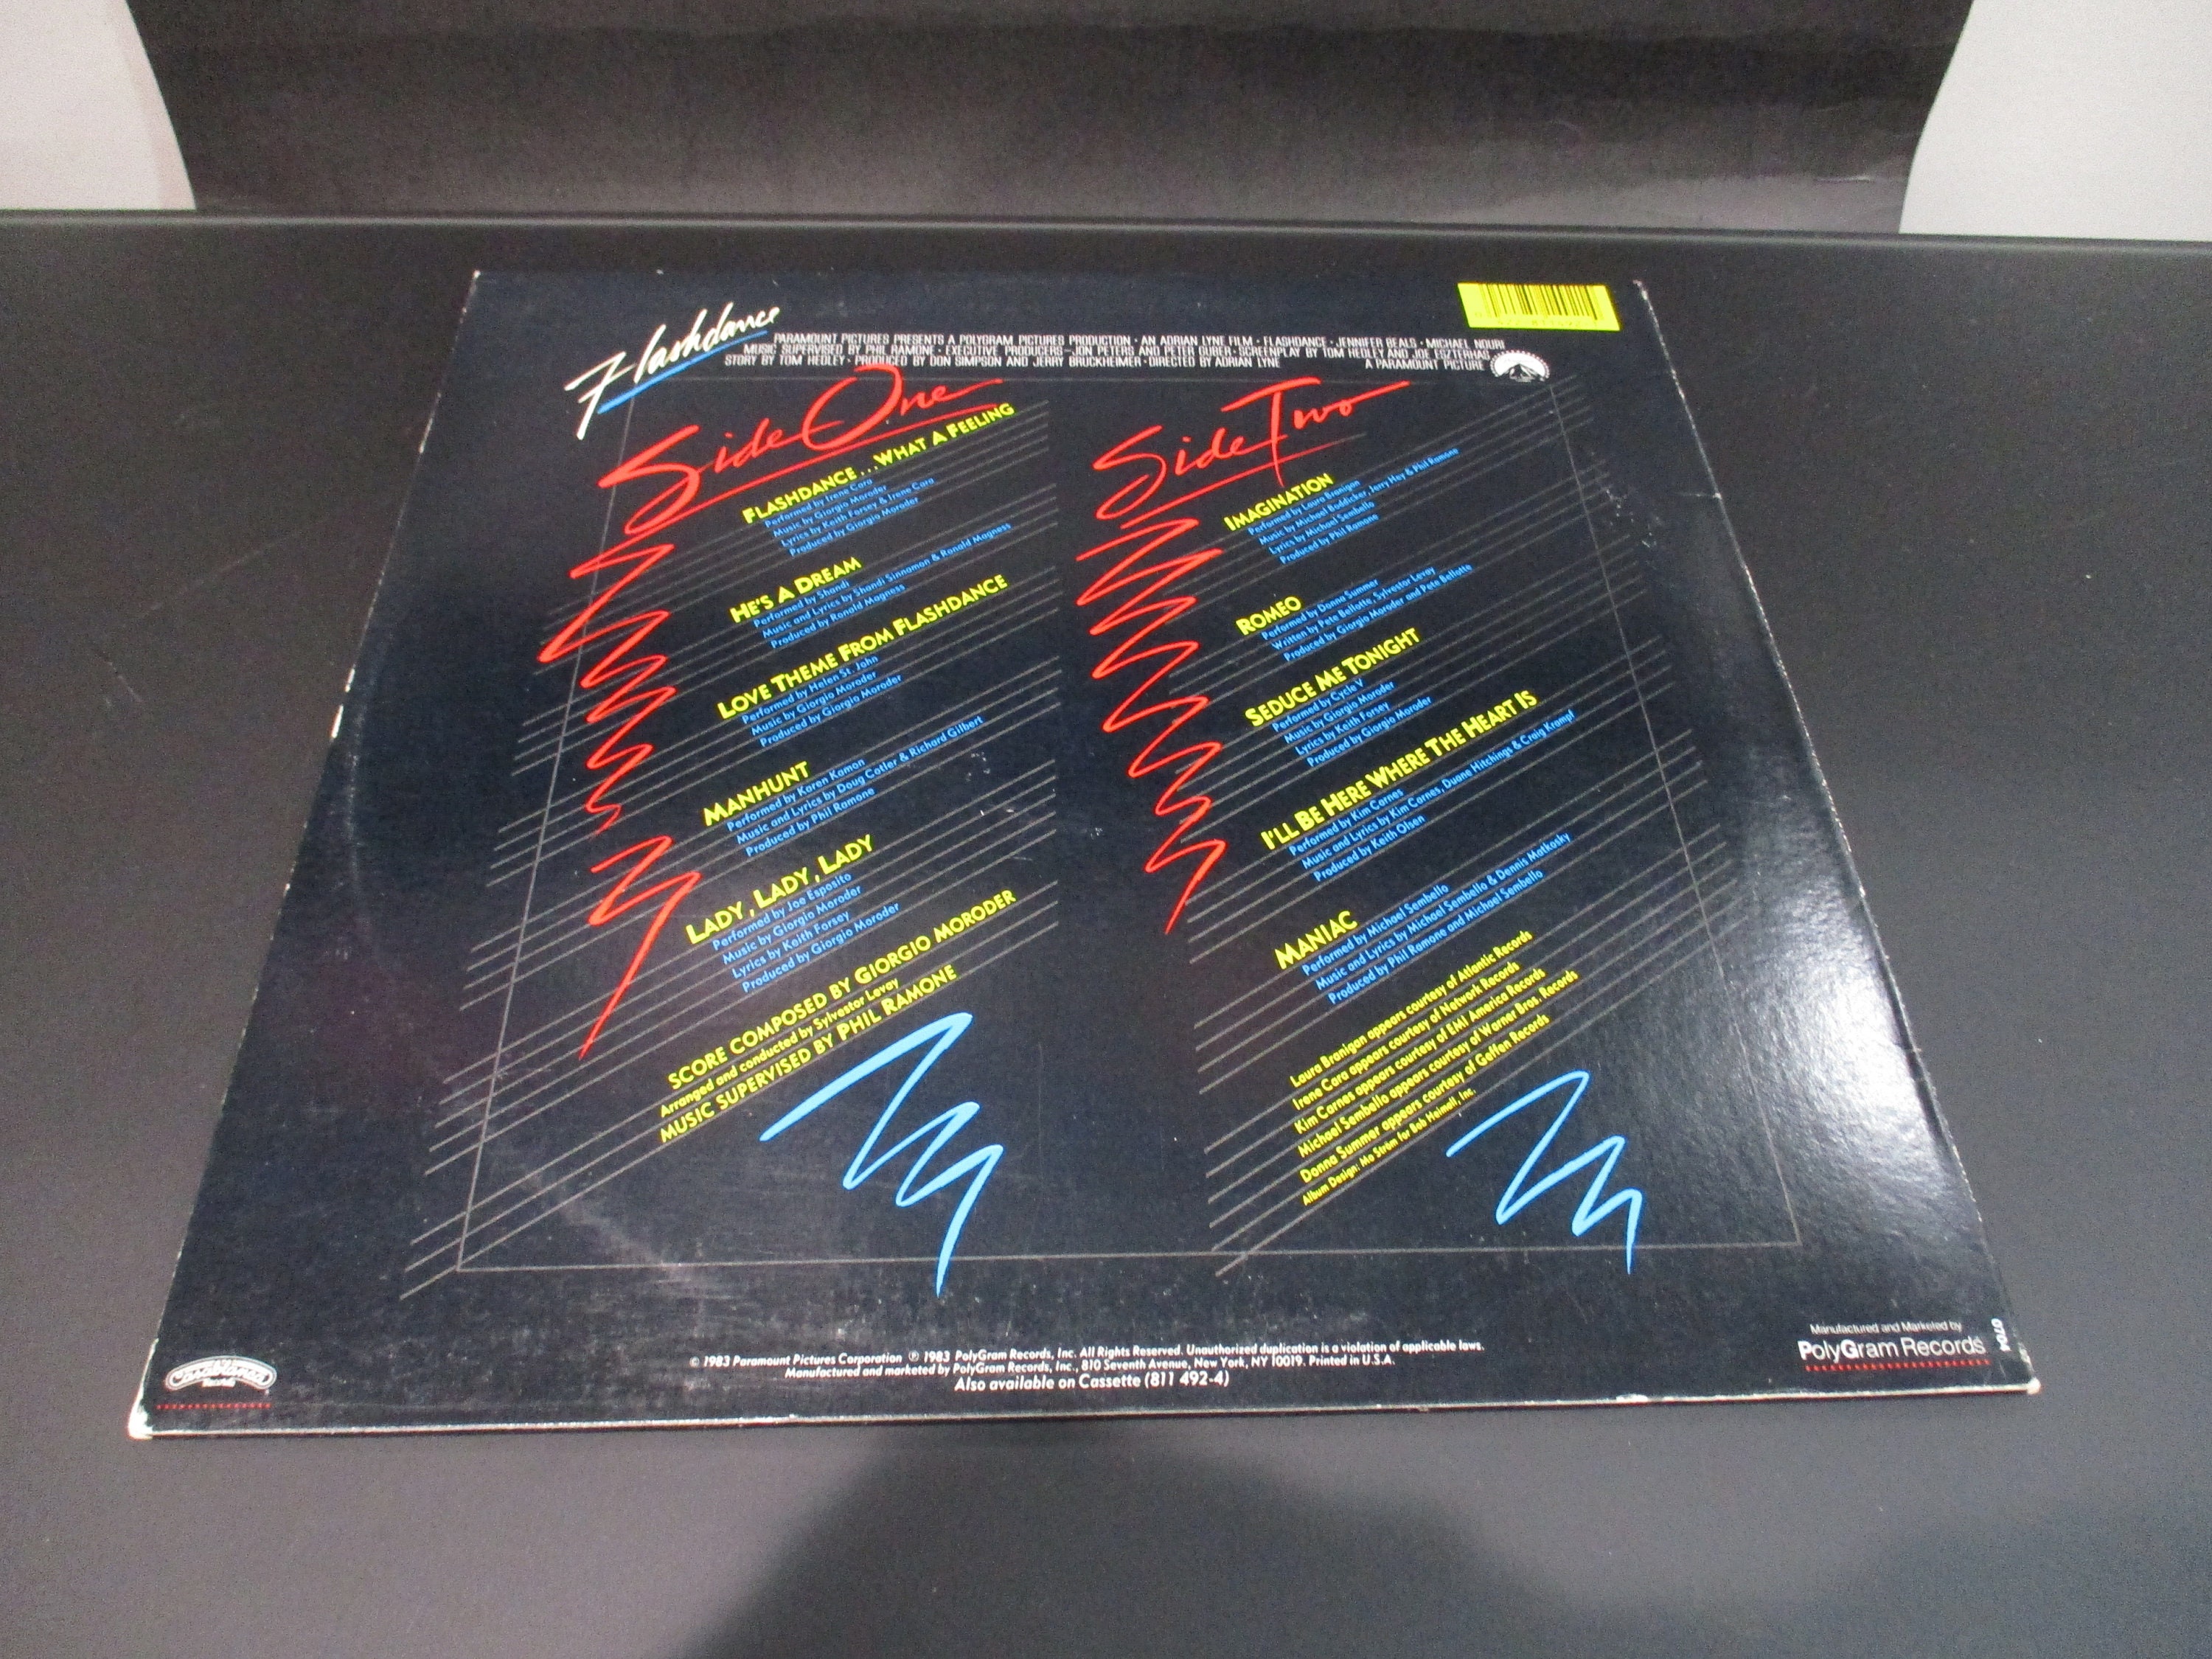 Flashdance
PARAMOUNT PICTURES PRESENTS A POLYGRAM PICTURES PRODUCTION · AN ADRIAN LYNE FILM · FLASHDANCE · JENNIFER BEALS · MICHAEL NOURI
MUSIC SUPERVISED BY PHIL RAMONE · EXECUTIVE PRODUCERS—JON PETERS AND PETER GUBER · SCREENPLAY BY TOM HEDLEY AND JOE ESZTERHAS
STORY BY TOM HEDLEY · PRODUCED BY DON SIMPSON AND JERRY BRUCKHEIMER · DIRECTED BY ADRIAN LYNE A PARAMOUNT PICTURE
Side One
FLASHDANCE...WHAT A FEELING
Performed by Irene Cara
Music by Giorgio Moroder
Lyrics by Keith Forsey & Irene Cara
Produced by Giorgio Moroder
HE'S A DREAM
Performed by Shandi
Music and Lyrics by Shandi Sinnamon & Ronald Magness
Produced by Ronald Magness
LOVE THEME FROM FLASHDANCE
Performed by Helen St. John
Music by Giorgio Moroder
Produced by Giorgio Moroder
MANHUNT
Performed by Karen Kamon
Music and Lyrics by Doug Cotler & Richard Gilbert
Produced by Phil Ramone
LADY, LADY, LADY
Performed by Joe Esposito
Music by Giorgio Moroder
Lyrics by Keith Forsey
Produced by Giorgio Moroder
SCORE COMPOSED BY GIORGIO MORODER
Arranged and conducted by Sylvestor Levay
MUSIC SUPERVISED BY PHIL RAMONE
Side Two
IMAGINATION
Performed by Laura Branigan
Music by Michael Boddicker, Jerry Hey & Phil Ramone
Lyrics by Michael Sembello
Produced by Phil Ramone
ROMEO
Performed by Donna Summer
Written by Pete Bellotte, Sylvestor Levay
Produced by Giorgio Moroder and Pete Bellotte
SEDUCE ME TONIGHT
Performed by Cycle V
Music by Giorgio Moroder
Lyrics by Keith Forsey
Produced by Giorgio Moroder
I'LL BE HERE WHERE THE HEART IS
Performed by Kim Carnes
Music and Lyrics by Kim Carnes, Duane Hitchings & Craig Krampf
Produced by Keith Olsen
MANIAC
Performed by Michael Sembello
Music and Lyrics by Michael Sembello & Dennis Matkosky
Produced by Phil Ramone and Michael Sembello
Laura Branigan appears courtesy of Atlantic Records
Irene Cara appears courtesy of Network Records
Kim Carnes appears courtesy of EMI America Records
Michael Sembello appears courtesy of Warner Bros. Records
Donna Summer appears courtesy of Geffen Records
Album Design: Mo Ström for Bob Heimell, Inc.
Casablanca
Records
© 1983 Paramount Pictures Corporation ℗ 1983 PolyGram Records, Inc. All Rights Reserved. Unauthorized duplication is a violation of applicable laws.
Manufactured and marketed by PolyGram Records, Inc., 810 Seventh Avenue, New York, NY 10019. Printed in U.S.A.
Also available on Cassette (811 492-4)
Manufactured and Marketed by
PolyGram Records